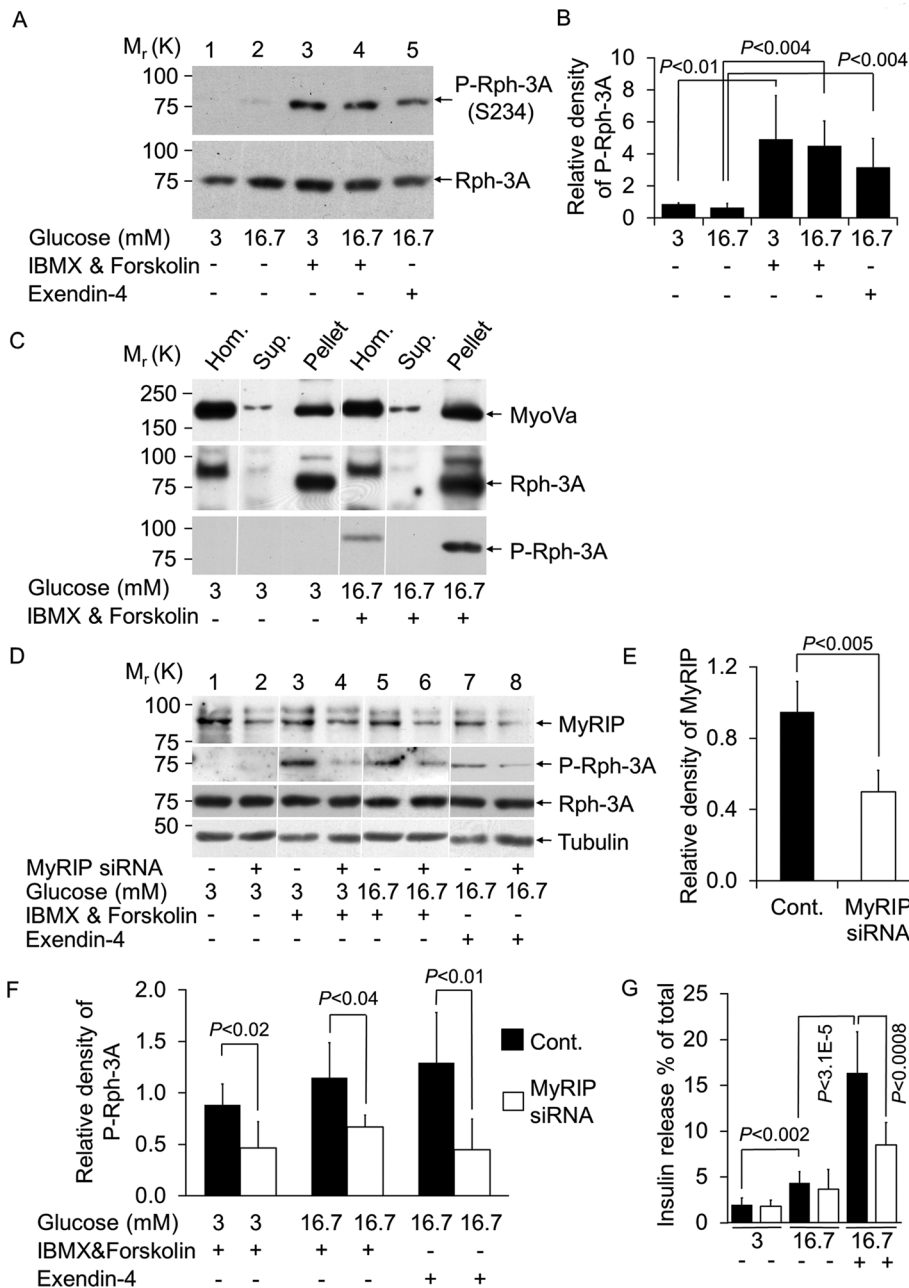 A
M_r (K) 1 2 3 4 5
100
75
P-Rph-3A
(S234)
100
75
Rph-3A
Glucose (mM) 3 16.7 3 16.7 16.7
IBMX & Forskolin - - + + -
Exendin-4 - - - - +
B
Relative density
of P-Rph-3A
10
8
6
4
2
0
P<0.01
P<0.004
P<0.004
3 16.7 3 16.7 16.7
- - + + -
- - - - +
C
M_r (K) Hom. Sup. Pellet Hom. Sup. Pellet
250
150
MyoVa
100
75
Rph-3A
100
75
P-Rph-3A
Glucose (mM) 3 3 3 16.7 16.7 16.7
IBMX & Forskolin - - - + + +
D
M_r (K) 1 2 3 4 5 6 7 8
100
75
MyRIP
75
P-Rph-3A
75
Rph-3A
50
Tubulin
MyRIP siRNA - + - + - + - +
Glucose (mM) 3 3 3 3 16.7 16.7 16.7 16.7
IBMX & Forskolin - - + + + + - -
Exendin-4 - - - - - - + +
E
Relative density of MyRIP
1.2
0.8
0.4
0.0
P<0.005
Cont. MyRIP
siRNA
F
Relative density of
P-Rph-3A
2.0
1.5
1.0
0.5
0.0
P<0.02
P<0.04
P<0.01
Cont.
MyRIP
siRNA
Glucose (mM) 3 3 16.7 16.7 16.7 16.7
IBMX&Forskolin + + + + - -
Exendin-4 - - - - + +
G
Insulin release % of total
25
20
15
10
5
0
P<0.002
P<3.1E-5
P<0.0008
3 16.7 16.7
- - - - + +